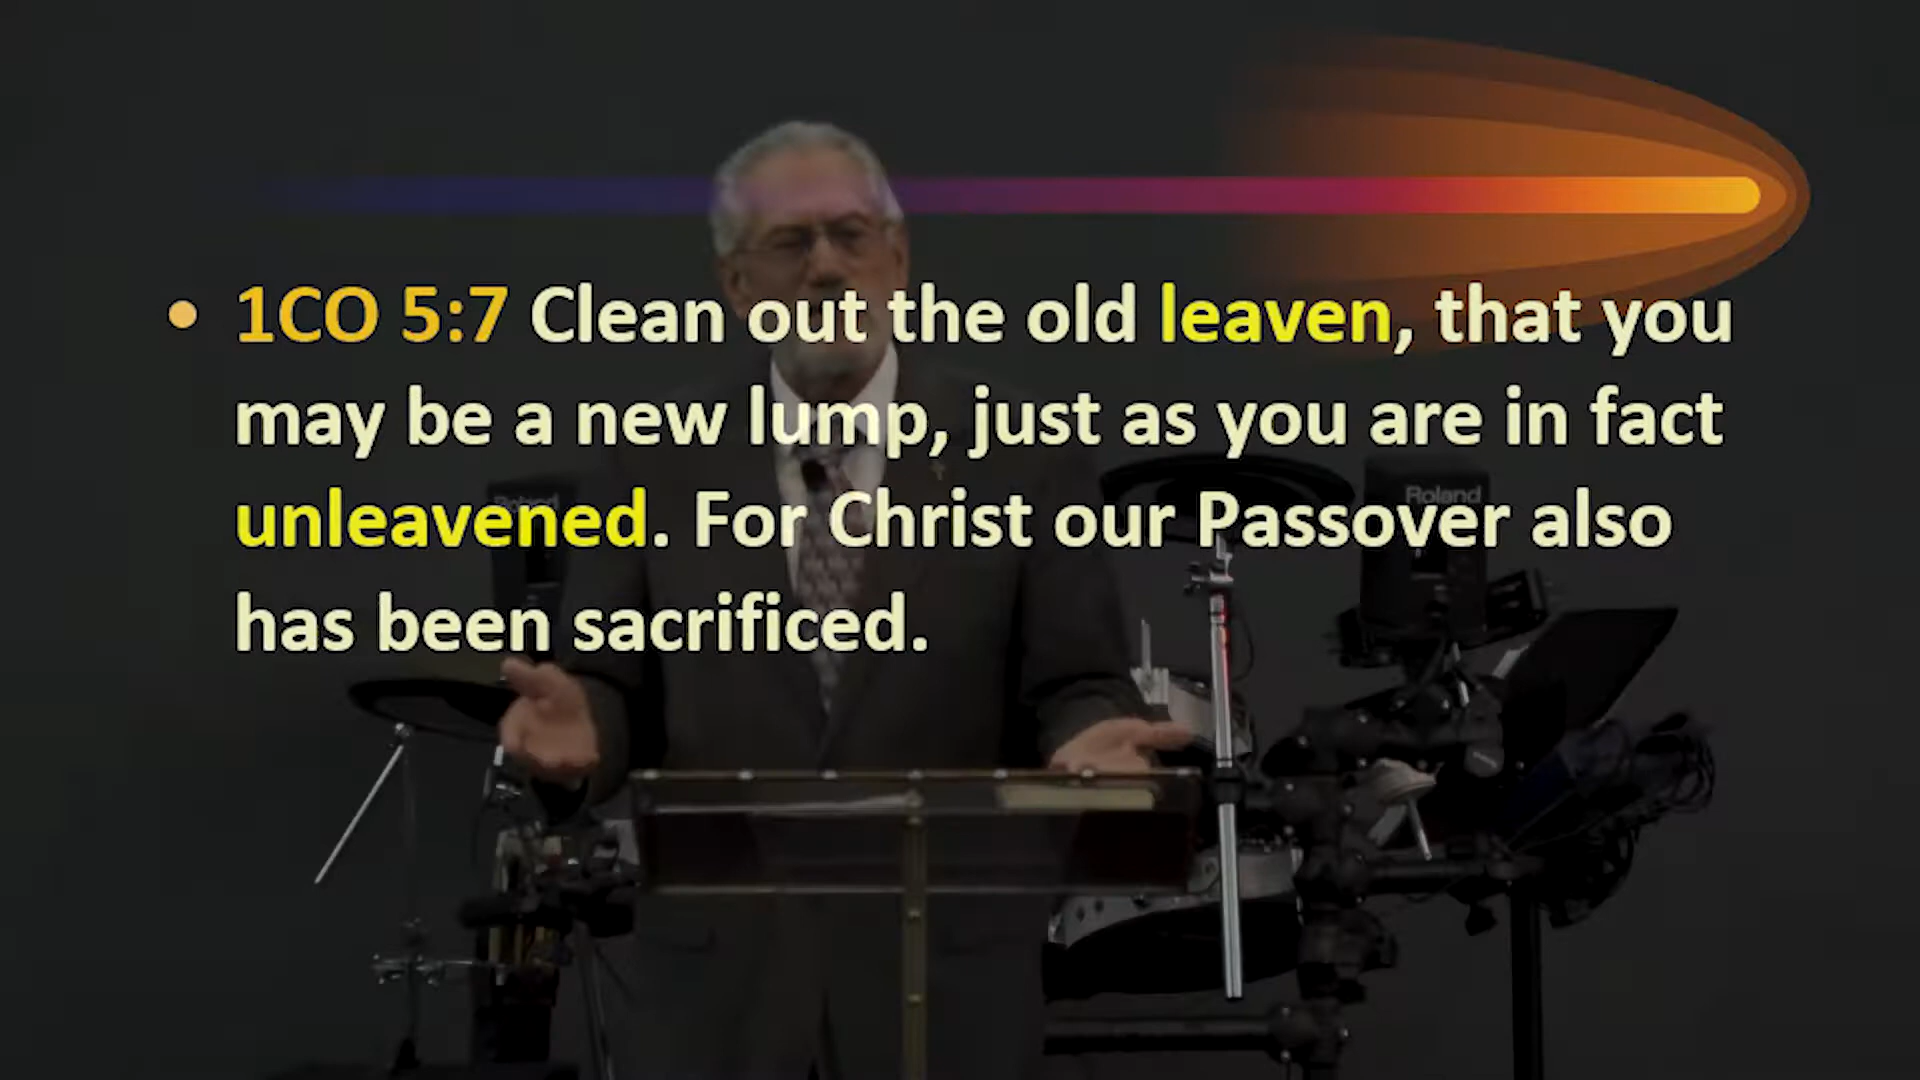 • 1CO 5:7 Clean out the old leaven, that you
may be a new lump, just as you are in fact
unleavened. For Christ our Passover also
has been sacrificed.
Roland
Roland